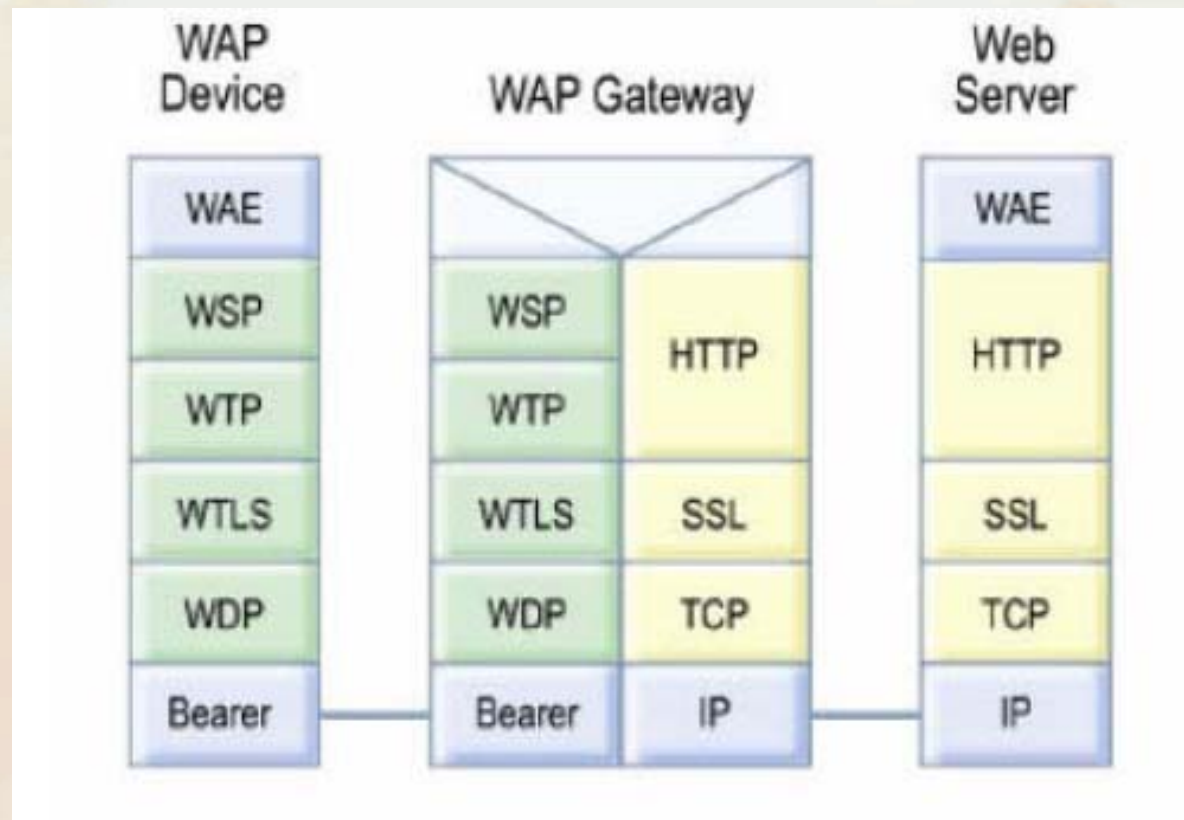 WAP
Device
WAP Gateway
Web
Server
WAE
WAE
WSP
WSP
HTTP
HTTP
WTP
WTP
WTLS
WTLS
SSL
SSL
WDP
WDP
TCP
TCP
Bearer
Bearer
IP
IP